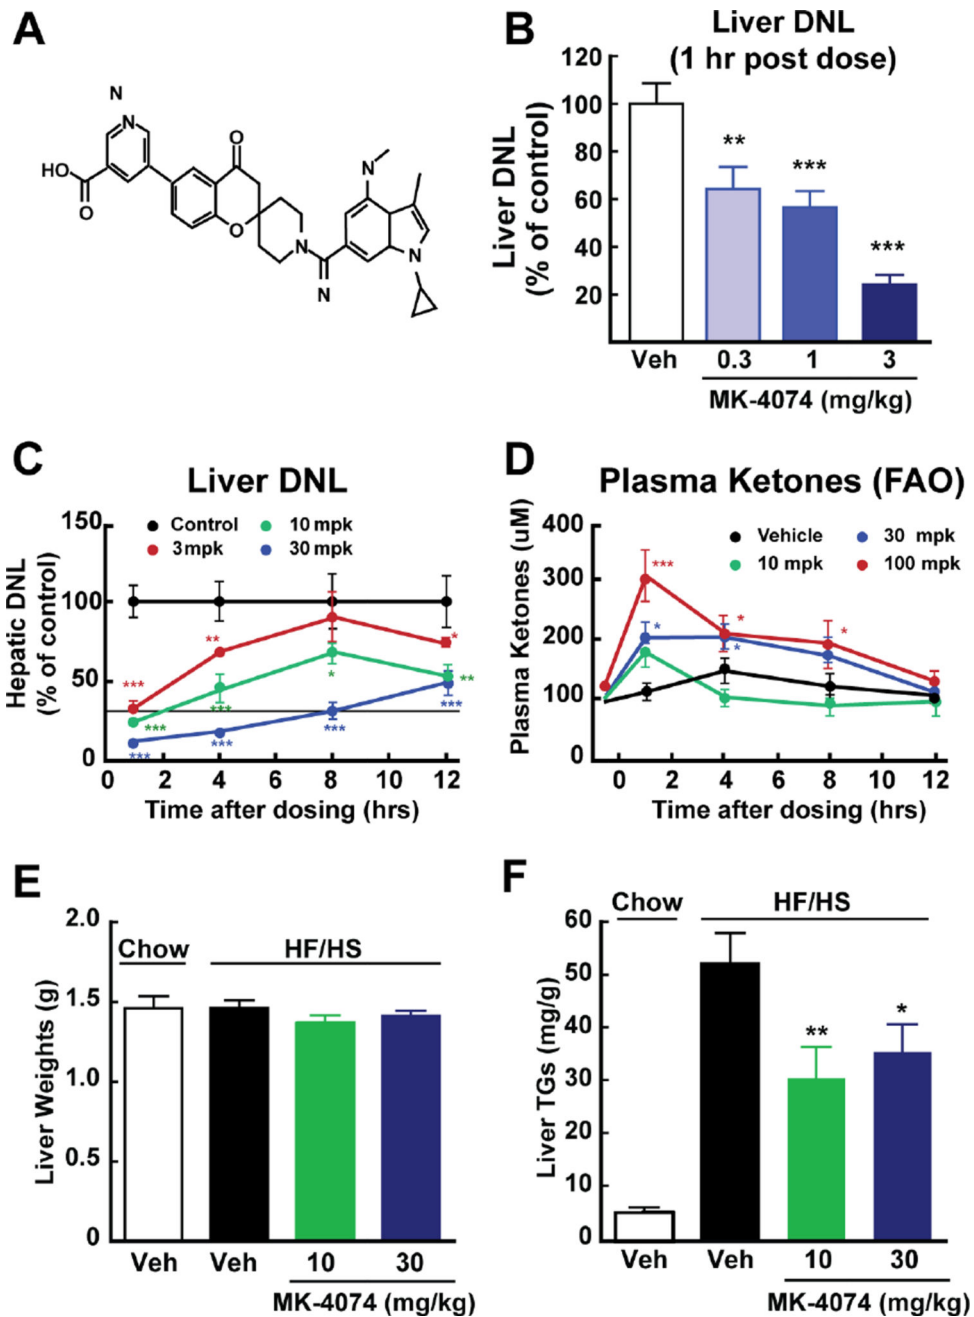 A
N
N
HO
O
O
O
N
N
N
N
B
Liver DNL
(1 hr post dose)
Liver DNL
(% of control)
120
100
80
60
40
20
**
***
***
Veh
0.3
1
3
MK-4074 (mg/kg)
C
Liver DNL
Control
10 mpk
3 mpk
30 mpk
Hepatic DNL
(% of control)
150
100
50
0
***
**
*
***
***
*
**
***
***
***
***
0 2 4 6 8 10 12
Time after dosing (hrs)
D
Plasma Ketones (FAO)
Vehicle
30 mpk
10 mpk
100 mpk
Plasma Ketones (uM)
400
300
200
100
0
***
*
*
*
*
0 2 4 6 8 10 12
Time after dosing (hrs)
E
Chow
HF/HS
Liver Weights (g)
2.0
1.5
1.0
0.5
0
Veh
Veh
10
30
MK-4074 (mg/kg)
F
Chow
HF/HS
Liver TGs (mg/g)
60
50
40
30
20
10
0
**
*
Veh
Veh
10
30
MK-4074 (mg/kg)